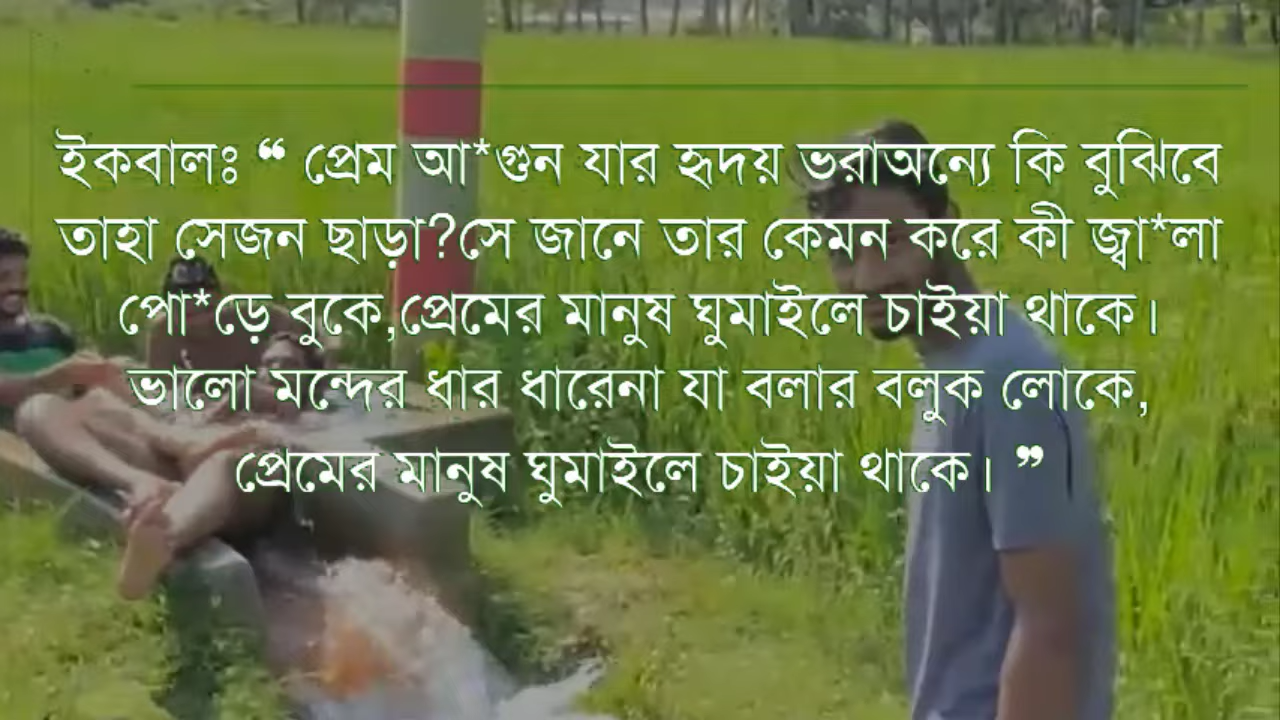 ইকবালঃ ❝ প্রেম আ*গুন যার হৃদয় ভরাঅন্যে কি বুঝিবে
তাহা সেজন ছাড়া?সে জানে তার কেমন করে কী জ্বা*লা
পো*ড়ে বুকে,প্রেমের মানুষ ঘুমাইলে চাইয়া থাকে।
ভালো মন্দের ধার ধারেনা যা বলার বলুক লোকে,
প্রেমের মানুষ ঘুমাইলে চাইয়া থাকে। ❞